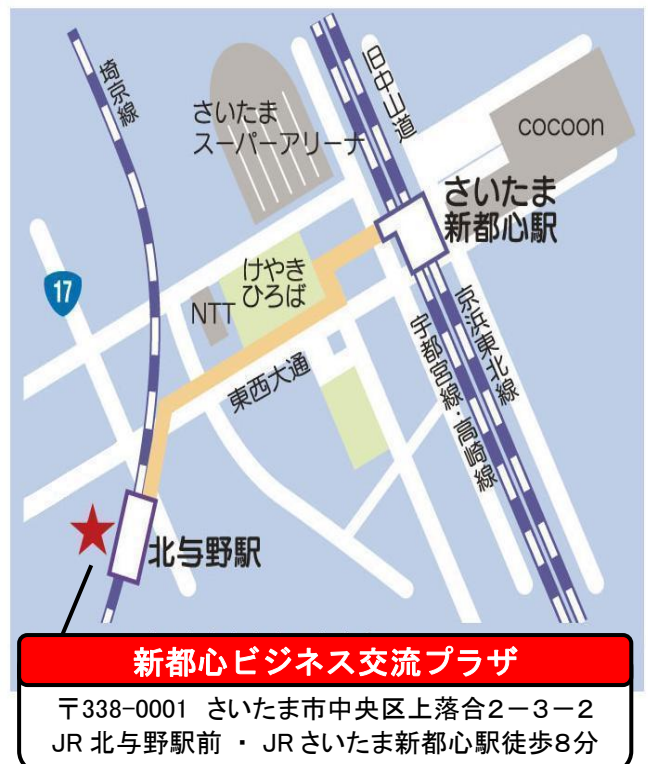 埼京線
さいたま
スーパーアリーナ
旧中山道
cocoon
さいたま
新都心駅
けやき
ひろば
NTT
17
東西大通
京浜東北線
宇都宮線・高崎線
北与野駅
新都心ビジネス交流プラザ
〒338-0001 さいたま市中央区上落合2-3-2
JR 北与野駅前 ・ JRさいたま新都心駅徒歩8分